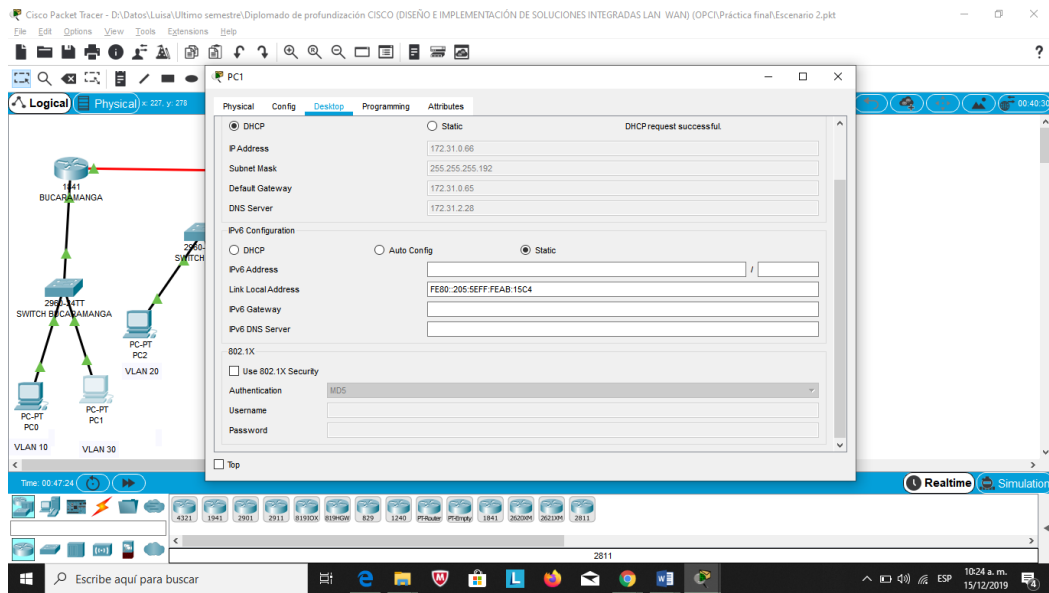 Cisco Packet Tracer - D:\Datos\Luisa\Ultimo semestre\Diplomado de profundización CISCO (DISEÑO E IMPLEMENTACIÓN DE SOLUCIONES INTEGRADAS LAN WAN) (OPCI\Práctica final\Escenario 2.pkt
File Edit Options View Tools Extensions Help
?
PC1
Logical Physical x: 227, y: 278
00:40:30
Physical Config Desktop Programming Attributes
DHCP Static DHCP request successful.
IP Address 172.31.0.66
Subnet Mask 255.255.255.192
Default Gateway 172.31.0.65
DNS Server 172.31.2.28
IPv6 Configuration
DHCP Auto Config Static
IPv6 Address /
Link Local Address FE80::205:5EFF:FEAB:15C4
IPv6 Gateway
IPv6 DNS Server
802.1X
Use 802.1X Security
Authentication MD5
Username
Password
Top
1841
BUCARAMANGA
2960-
SWITCH
2960-24TT
SWITCH BUCARAMANGA
PC-PT
PC2
VLAN 20
PC-PT
PC0
PC-PT
PC1
VLAN 10
VLAN 30
Time: 00:47:24
Realtime Simulation
4321 1941 2901 2911 819IOX 819HGW 829 1240 PT-Router PT-Empty 1841 2620XM 2621XM 2811
2811
Escribe aquí para buscar
ESP
10:24 a. m.
15/12/2019
4